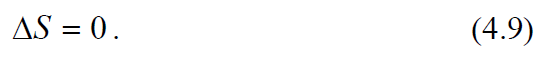 ΔS = 0. (4.9)